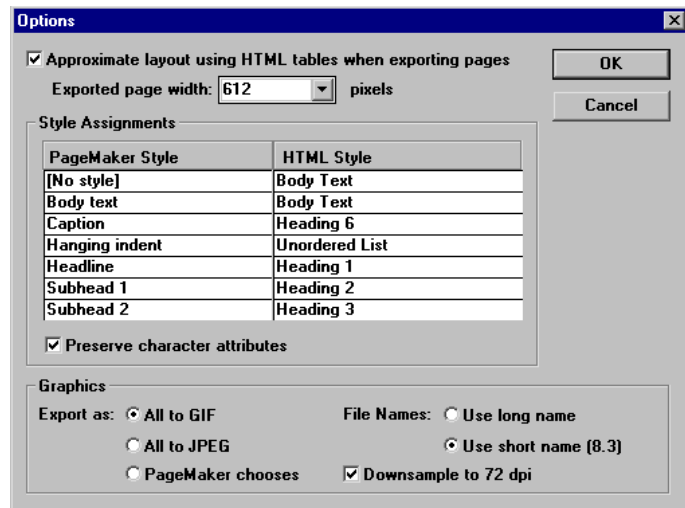 Options
Approximate layout using HTML tables when exporting pages
OK
Exported page width: 612 pixels
Cancel
Style Assignments
PageMaker Style HTML Style
[No style] Body Text
Body text Body Text
Caption Heading 6
Hanging indent Unordered List
Headline Heading 1
Subhead 1 Heading 2
Subhead 2 Heading 3
Preserve character attributes
Graphics
Export as: All to GIF File Names: Use long name
All to JPEG Use short name (8.3)
PageMaker chooses Downsample to 72 dpi